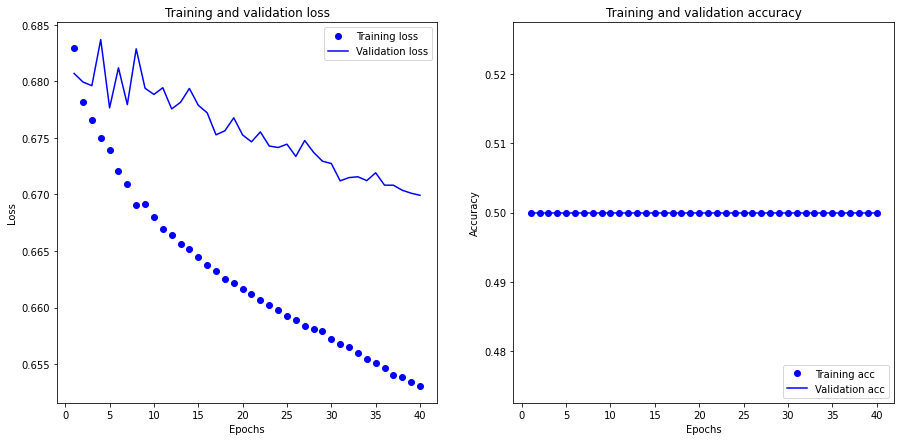 Training and validation loss
0.685
0.680
0.675
0.670
0.665
0.660
0.655
Loss
Training loss
Validation loss
0 5 10 15 20 25 30 35 40
Epochs
Training and validation accuracy
0.52
0.51
0.50
0.49
0.48
Accuracy
Training acc
Validation acc
0 5 10 15 20 25 30 35 40
Epochs